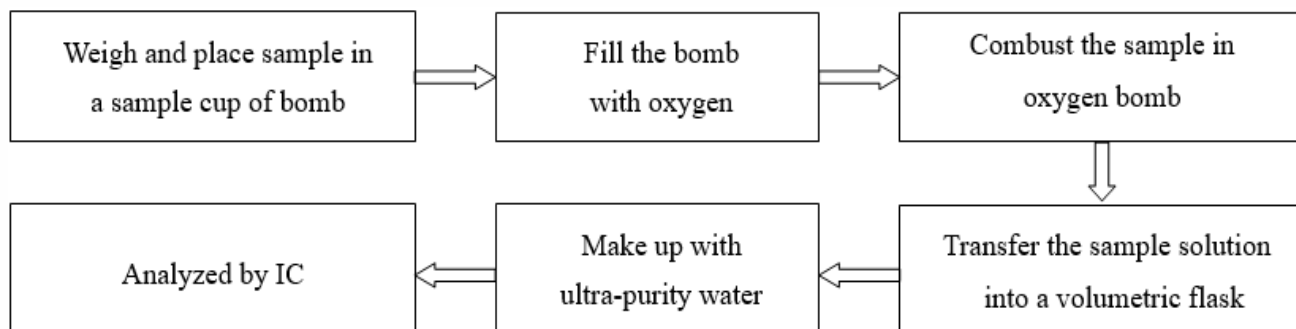 Weigh and place sample in
a sample cup of bomb
Fill the bomb
with oxygen
Combust the sample in
oxygen bomb
Transfer the sample solution
into a volumetric flask
Make up with
ultra-purity water
Analyzed by IC